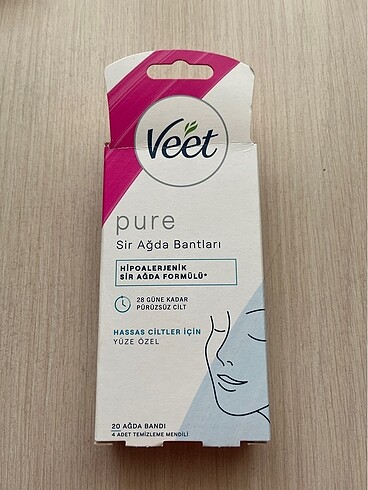 Veet
pure
Sir Ağda Bantları
HİPOALERJENİK
SİR AĞDA FORMÜLÜ*
28 GÜNE KADAR
PÜRÜZSÜZ CİLT
HASSAS CİLTLER İÇİN
YÜZE ÖZEL
20 AĞDA BANDI
4 ADET TEMİZLEME MENDİLİ